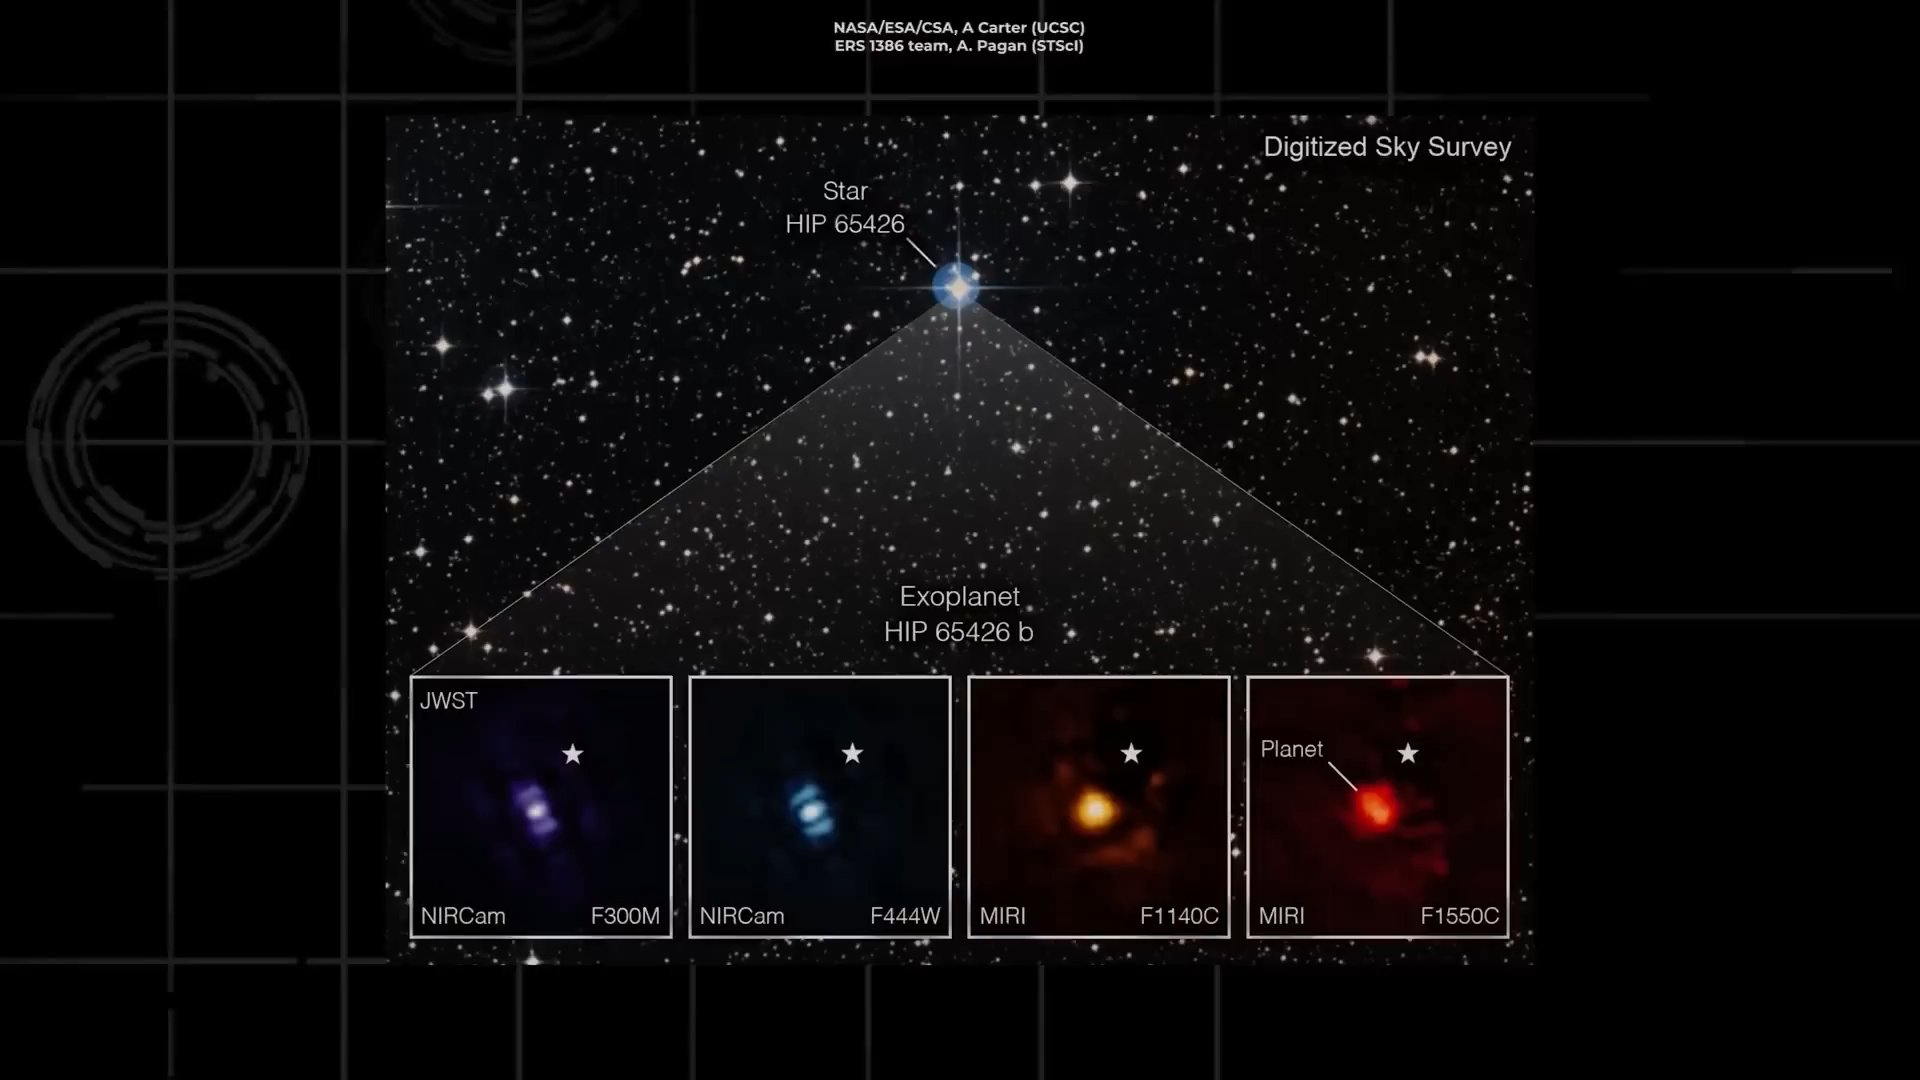 NASA/ESA/CSA, A Carter (UCSC)
ERS 1386 team, A. Pagan (STScI)
Digitized Sky Survey
Star
HIP 65426
Exoplanet
HIP 65426 b
JWST
NIRCam
F300M
NIRCam
F444W
MIRI
F1140C
Planet
MIRI
F1550C